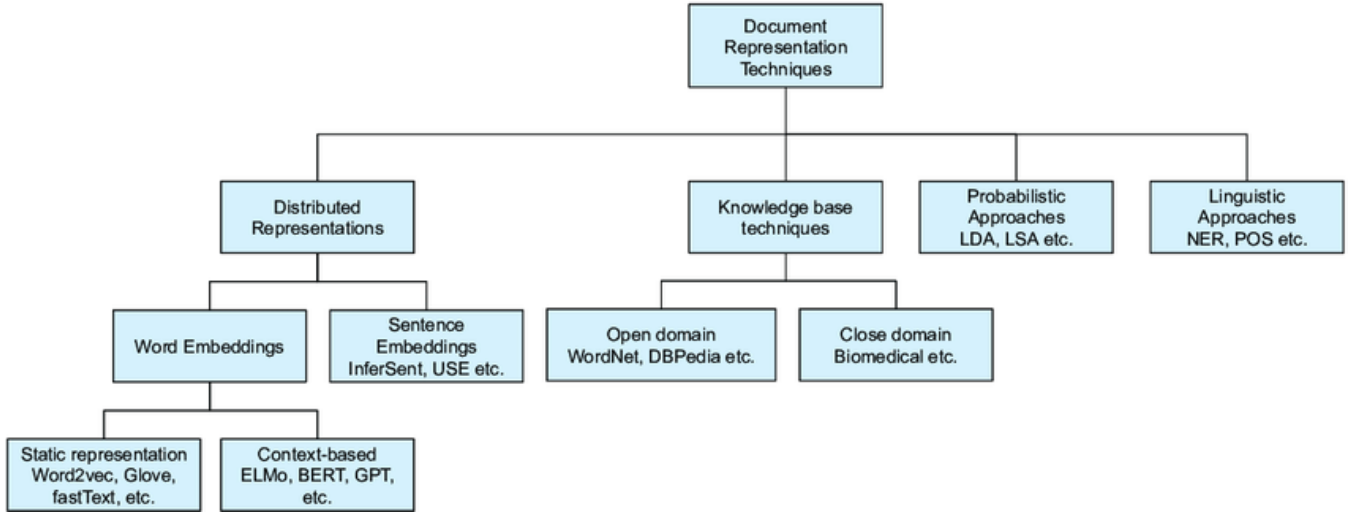 Document
Representation
Techniques
Distributed
Representations
Knowledge base
techniques
Probabilistic
Approaches
LDA, LSA etc.
Linguistic
Approaches
NER, POS etc.
Word Embeddings
Sentence
Embeddings
InferSent, USE etc.
Open domain
WordNet, DBPedia etc.
Close domain
Biomedical etc.
Static representation
Word2vec, Glove,
fastText, etc.
Context-based
ELMo, BERT, GPT,
etc.